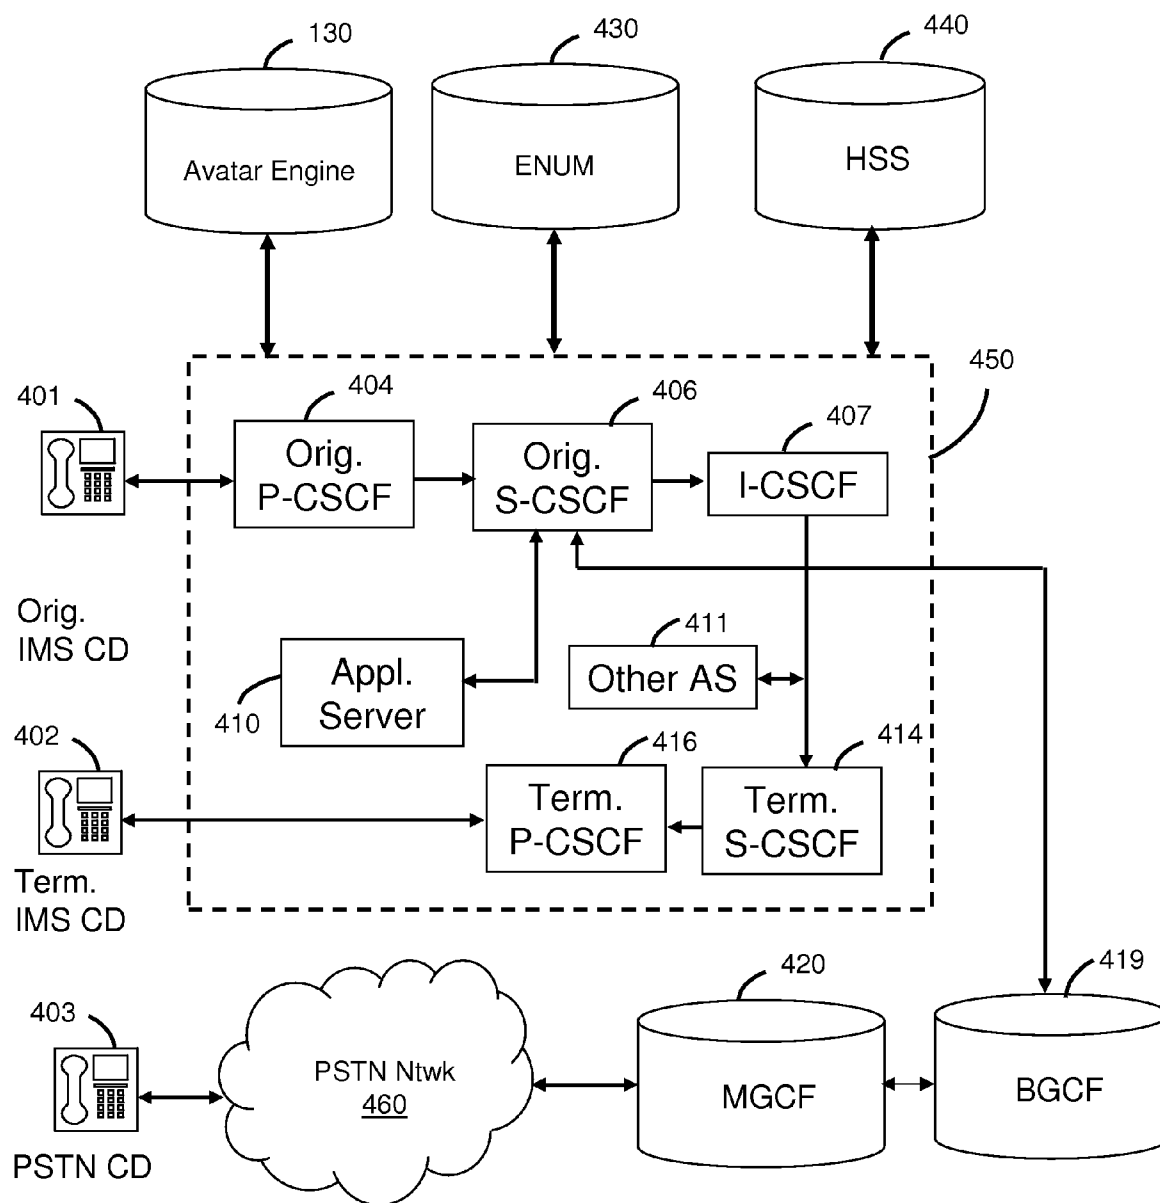 130
430
440
Avatar Engine
ENUM
HSS
401
404
406
407
450
Orig.
P-CSCF
Orig.
S-CSCF
I-CSCF
Orig.
IMS CD
411
Other AS
410
Appl.
Server
402
416
414
Term.
P-CSCF
Term.
S-CSCF
Term.
IMS CD
403
420
419
PSTN Ntwk
460
MGCF
BGCF
PSTN CD